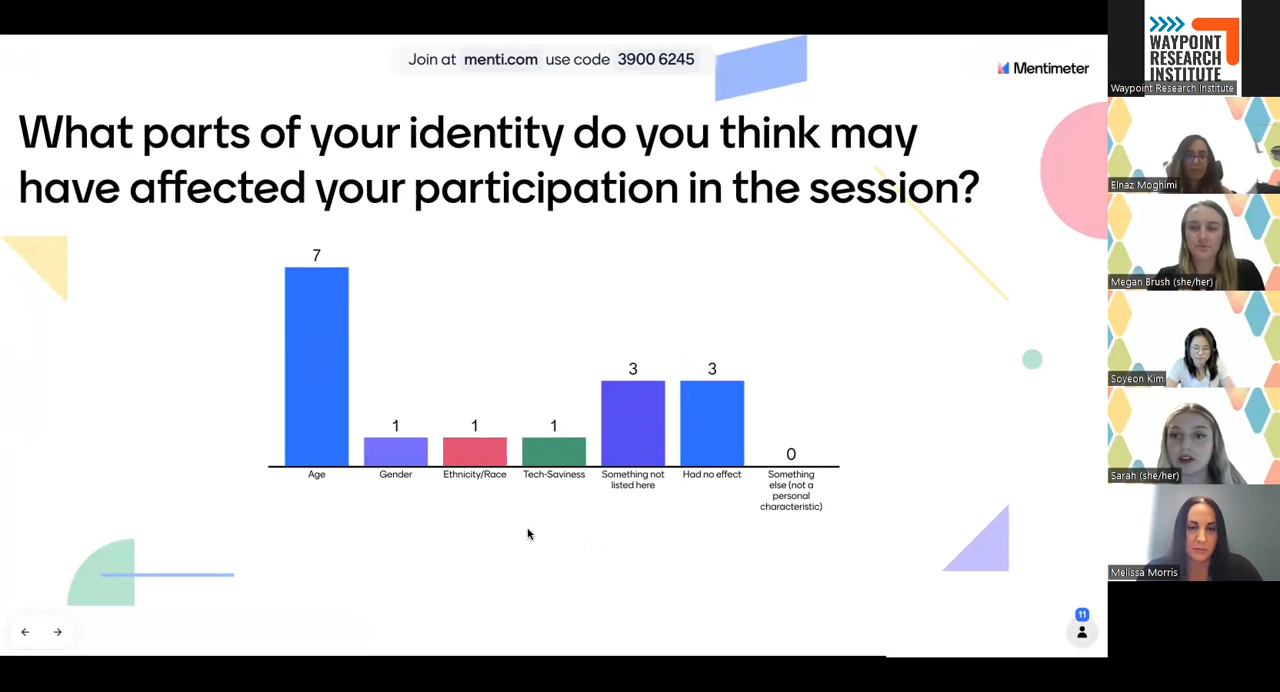 Join at menti.com use code 3900 6245
Mentimeter
What parts of your identity do you think may
have affected your participation in the session?
7
1
1
1
3
3
0
Age
Gender
Ethnicity/Race
Tech-Saviness
Something not
listed here
Had no effect
Something
else (not a
personal
characteristic)
11
WAYPOINT
RESEARCH
INSTITUTE
Waypoint Research Institute
Elnaz Moghimi
Megan Brush (she/her)
Soyeon Kim
Sarah (she/her)
Melissa Morris